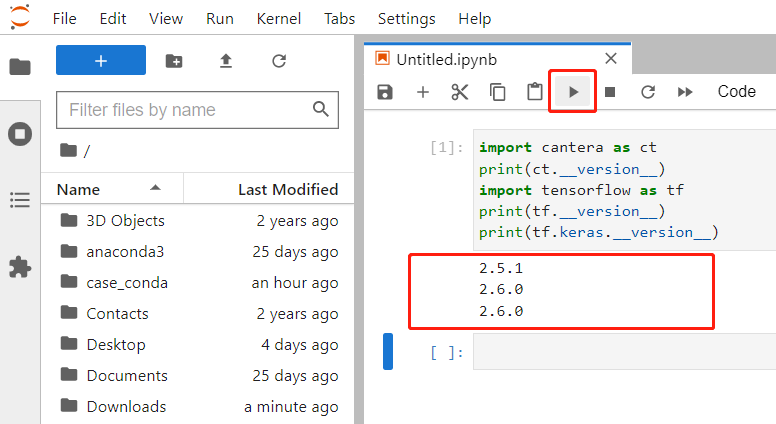 File Edit View Run Kernel Tabs Settings Help
Untitled.ipynb
Code
Filter files by name
/
Name Last Modified
3D Objects 2 years ago
anaconda3 25 days ago
case_conda an hour ago
Contacts 2 years ago
Desktop 4 days ago
Documents 25 days ago
Downloads a minute ago
[1]: import cantera as ct
print(ct.__version__)
import tensorflow as tf
print(tf.__version__)
print(tf.keras.__version__)
2.5.1
2.6.0
2.6.0
[ ]: